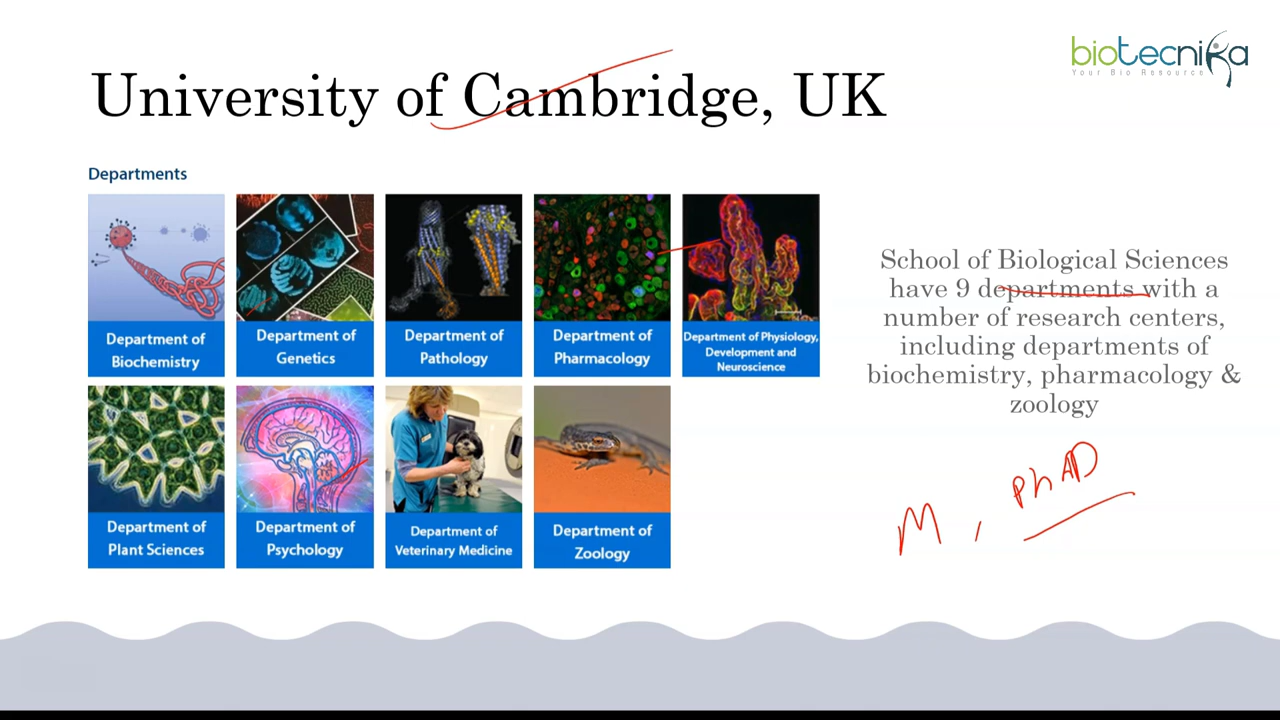 biotecnika
Your Bio Resource
University of Cambridge, UK
Departments
Department of
Biochemistry
Department of
Genetics
Department of
Pathology
Department of
Pharmacology
Department of Physiology,
Development and
Neuroscience
Department of
Plant Sciences
Department of
Psychology
Department of
Veterinary Medicine
Department of
Zoology
School of Biological Sciences
have 9 departments with a
number of research centers,
including departments of
biochemistry, pharmacology &
zoology
M, PhD